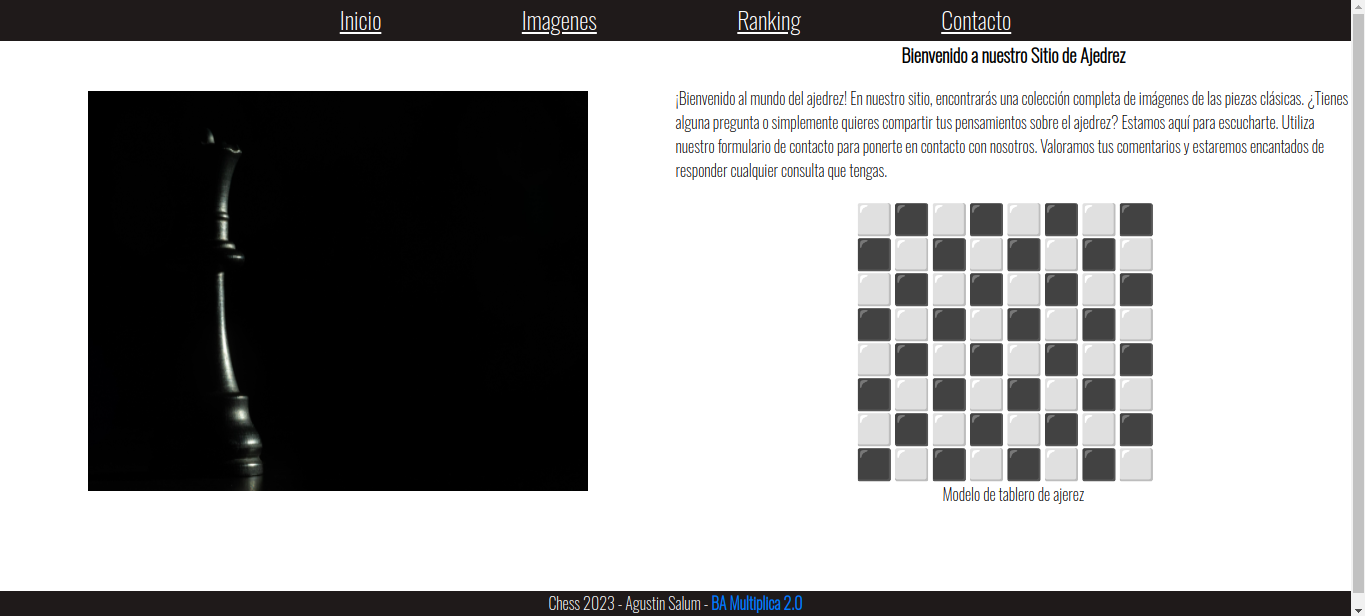 Inicio Imagenes Ranking Contacto
Bienvenido a nuestro Sitio de Ajedrez
¡Bienvenido al mundo del ajedrez! En nuestro sitio, encontrarás una colección completa de imágenes de las piezas clásicas. ¿Tienes
alguna pregunta o simplemente quieres compartir tus pensamientos sobre el ajedrez? Estamos aquí para escucharte. Utiliza
nuestro formulario de contacto para ponerte en contacto con nosotros. Valoramos tus comentarios y estaremos encantados de
responder cualquier consulta que tengas.
Modelo de tablero de ajerez
Chess 2023 - Agustin Salum - BA Multiplica 2.0